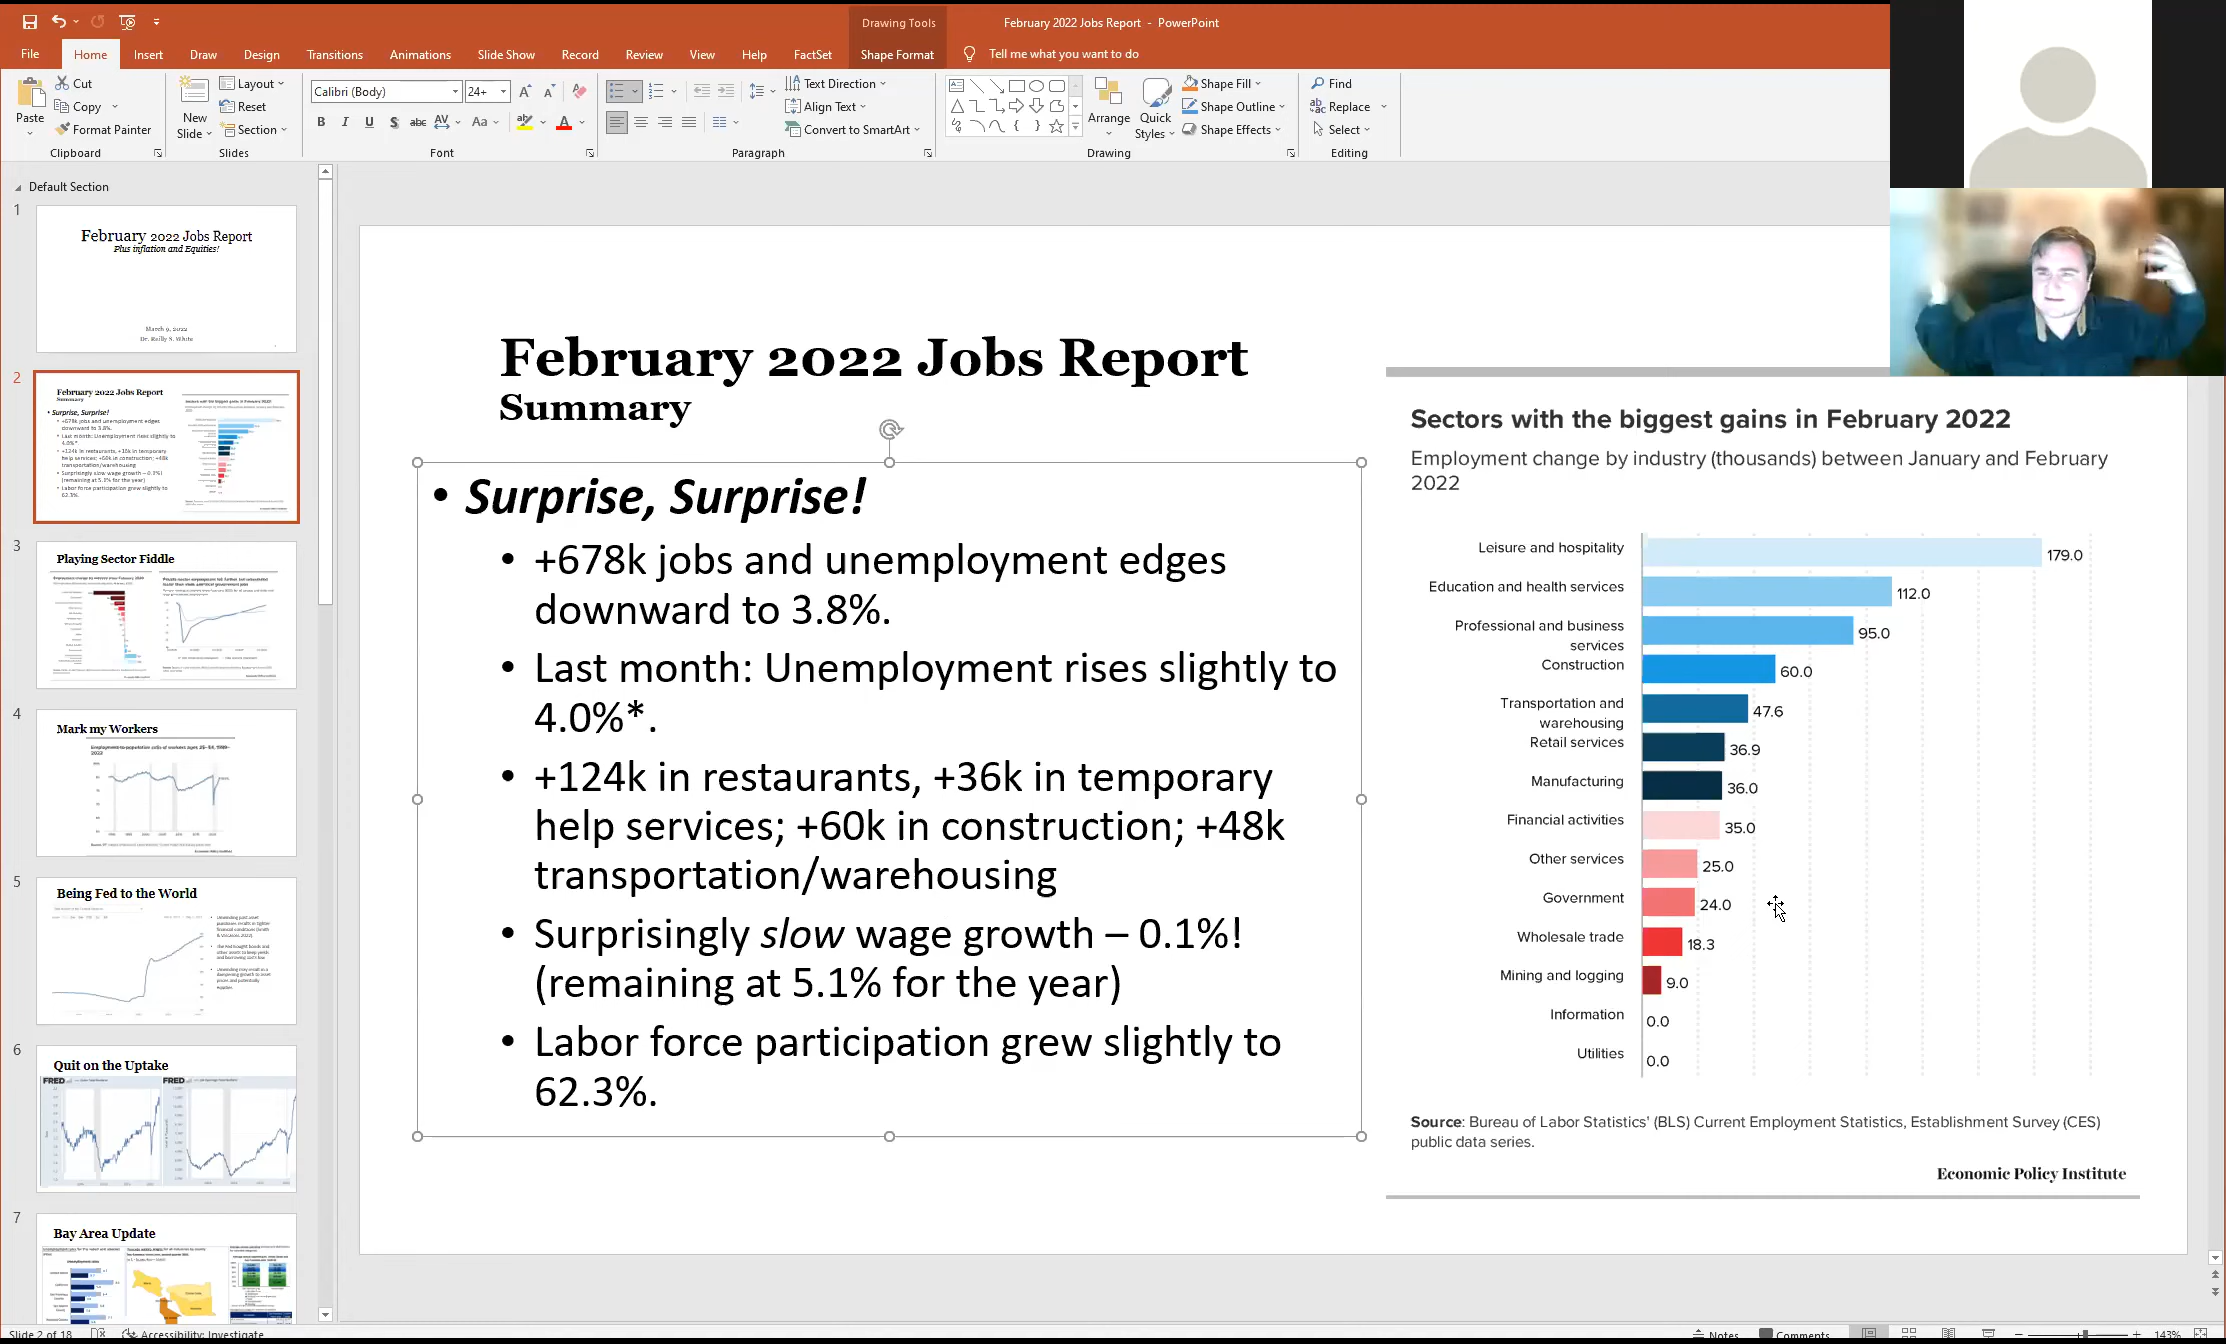 February 2022 Jobs Report - PowerPoint
Drawing Tools
File Home Insert Draw Design Transitions Animations Slide Show Record Review View Help FactSet Shape Format Tell me what you want to do
Paste
Cut
Copy
Format Painter
Clipboard
New
Slide
Layout
Reset
Section
Slides
Calibri (Body) 24+
Font
Text Direction
Align Text
Convert to SmartArt
Paragraph
Arrange
Quick
Styles
Shape Fill
Shape Outline
Shape Effects
Drawing
Find
Replace
Select
Editing
Default Section
1
February 2022 Jobs Report
Plus inflation and Equities!
March 9, 2022
Dr. Reilly S. White
2
February 2022 Jobs Report
Summary
Surprise, Surprise!
+678k jobs and unemployment edges
downward to 3.8%.
Last month: Unemployment rises slightly to
4.0%*.
+124k in restaurants, +36k in temporary
help services; +60k in construction; +48k
transportation/warehousing
Surprisingly slow wage growth – 0.1%!
(remaining at 5.1% for the year)
Labor force participation grew slightly to
62.3%.
3
Playing Sector Fiddle
4
Mark my Workers
5
Being Fed to the World
6
Quit on the Uptake
FRED FRED
7
Bay Area Update
February 2022 Jobs Report
Summary
• Surprise, Surprise!
• +678k jobs and unemployment edges
downward to 3.8%.
• Last month: Unemployment rises slightly to
4.0%*.
• +124k in restaurants, +36k in temporary
help services; +60k in construction; +48k
transportation/warehousing
• Surprisingly slow wage growth – 0.1%!
(remaining at 5.1% for the year)
• Labor force participation grew slightly to
62.3%.
Sectors with the biggest gains in February 2022
Employment change by industry (thousands) between January and February
2022
Leisure and hospitality 179.0
Education and health services 112.0
Professional and business
services 95.0
Construction 60.0
Transportation and
warehousing 47.6
Retail services 36.9
Manufacturing 36.0
Financial activities 35.0
Other services 25.0
Government 24.0
Wholesale trade 18.3
Mining and logging 9.0
Information 0.0
Utilities 0.0
Source: Bureau of Labor Statistics' (BLS) Current Employment Statistics, Establishment Survey (CES)
public data series.
Economic Policy Institute
Slide 2 of 18 Accessibility: Investigate Notes Comments 143%